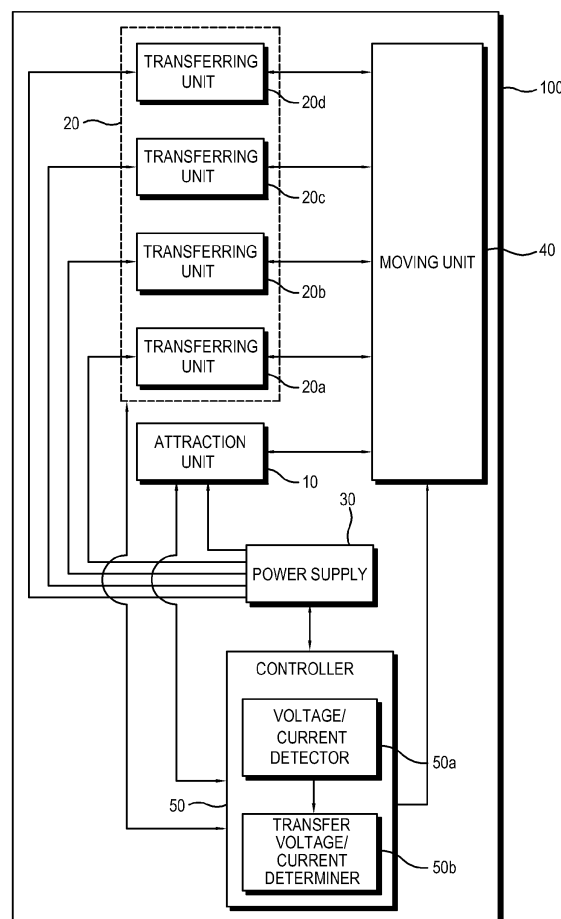 TRANSFERRING
UNIT
20d
100
20
TRANSFERRING
UNIT
20c
TRANSFERRING
UNIT
20b
MOVING UNIT
40
TRANSFERRING
UNIT
20a
ATTRACTION
UNIT
10
30
POWER SUPPLY
CONTROLLER
VOLTAGE/
CURRENT
DETECTOR
50a
50
TRANSFER
VOLTAGE/
CURRENT
DETERMINER
50b